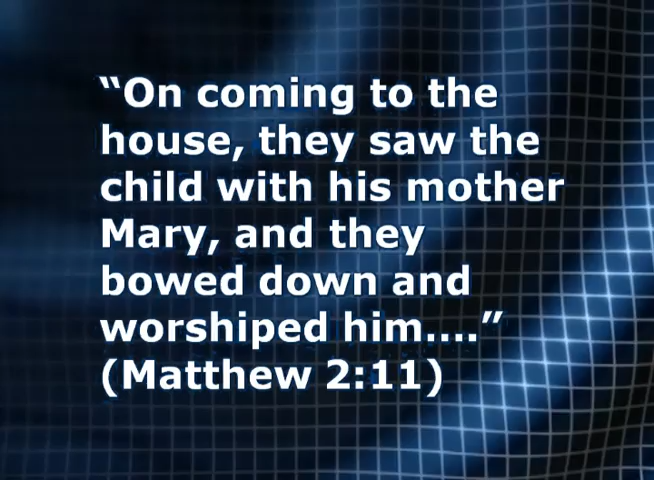 “On coming to the
house, they saw the
child with his mother
Mary, and they
bowed down and
worshiped him....”
(Matthew 2:11)